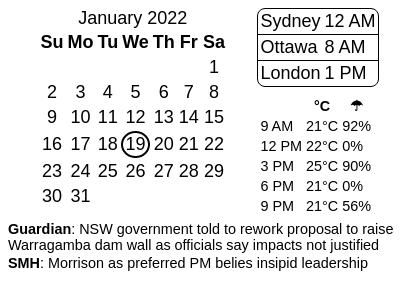 January 2022
Su Mo Tu We Th Fr Sa
1
2 3 4 5 6 7 8
9 10 11 12 13 14 15
16 17 18 19 20 21 22
23 24 25 26 27 28 29
30 31
Sydney 12 AM
Ottawa 8 AM
London 1 PM
°C ☂
9 AM 21°C 92%
12 PM 22°C 0%
3 PM 25°C 90%
6 PM 21°C 0%
9 PM 21°C 56%
Guardian: NSW government told to rework proposal to raise
Warragamba dam wall as officials say impacts not justified
SMH: Morrison as preferred PM belies insipid leadership